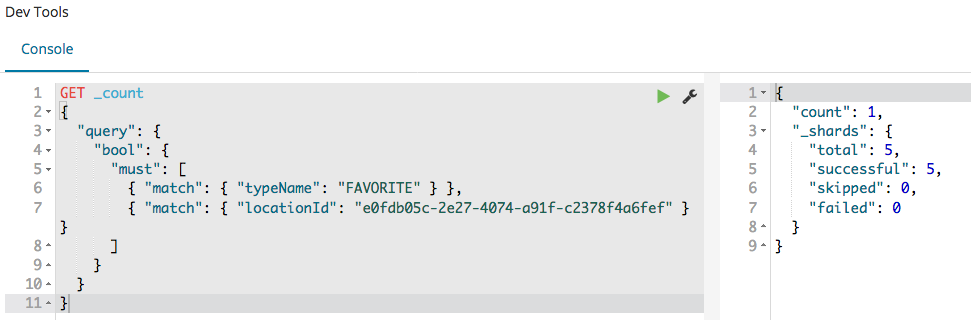 Dev Tools
Console
1 GET _count
2 {
3 "query": {
4 "bool": {
5 "must": [
6 { "match": { "typeName": "FAVORITE" } },
7 { "match": { "locationId": "e0fdb05c-2e27-4074-a91f-c2378f4a6fef" }
}
8 ]
9 }
10 }
11 }
1 {
2 "count": 1,
3 "_shards": {
4 "total": 5,
5 "successful": 5,
6 "skipped": 0,
7 "failed": 0
8 }
9 }